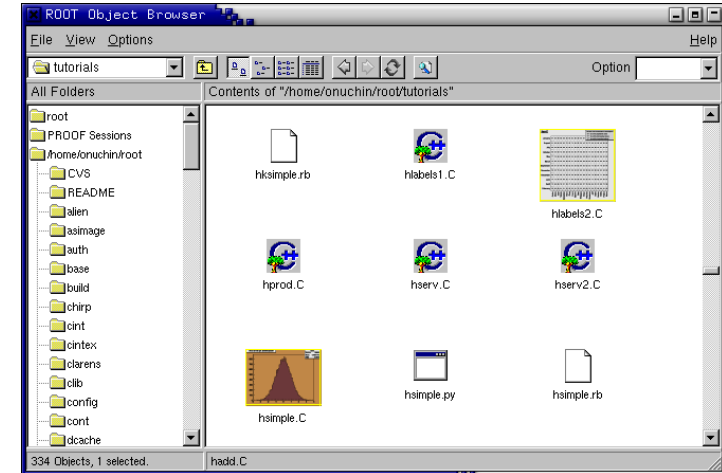 ROOT Object Browser
File View Options Help
tutorials Option
All Folders Contents of "/home/onuchin/root/tutorials"
root
PROOF Sessions
/home/onuchin/root
CVS
README
alien
asimage
auth
base
build
chirp
cint
cintex
clarens
clib
config
cont
dcache
hksimple.rb hlabels1.C hlabels2.C
hprod.C hserv.C hserv2.C
hsimple.C hsimple.py hsimple.rb
334 Objects, 1 selected. hadd.C